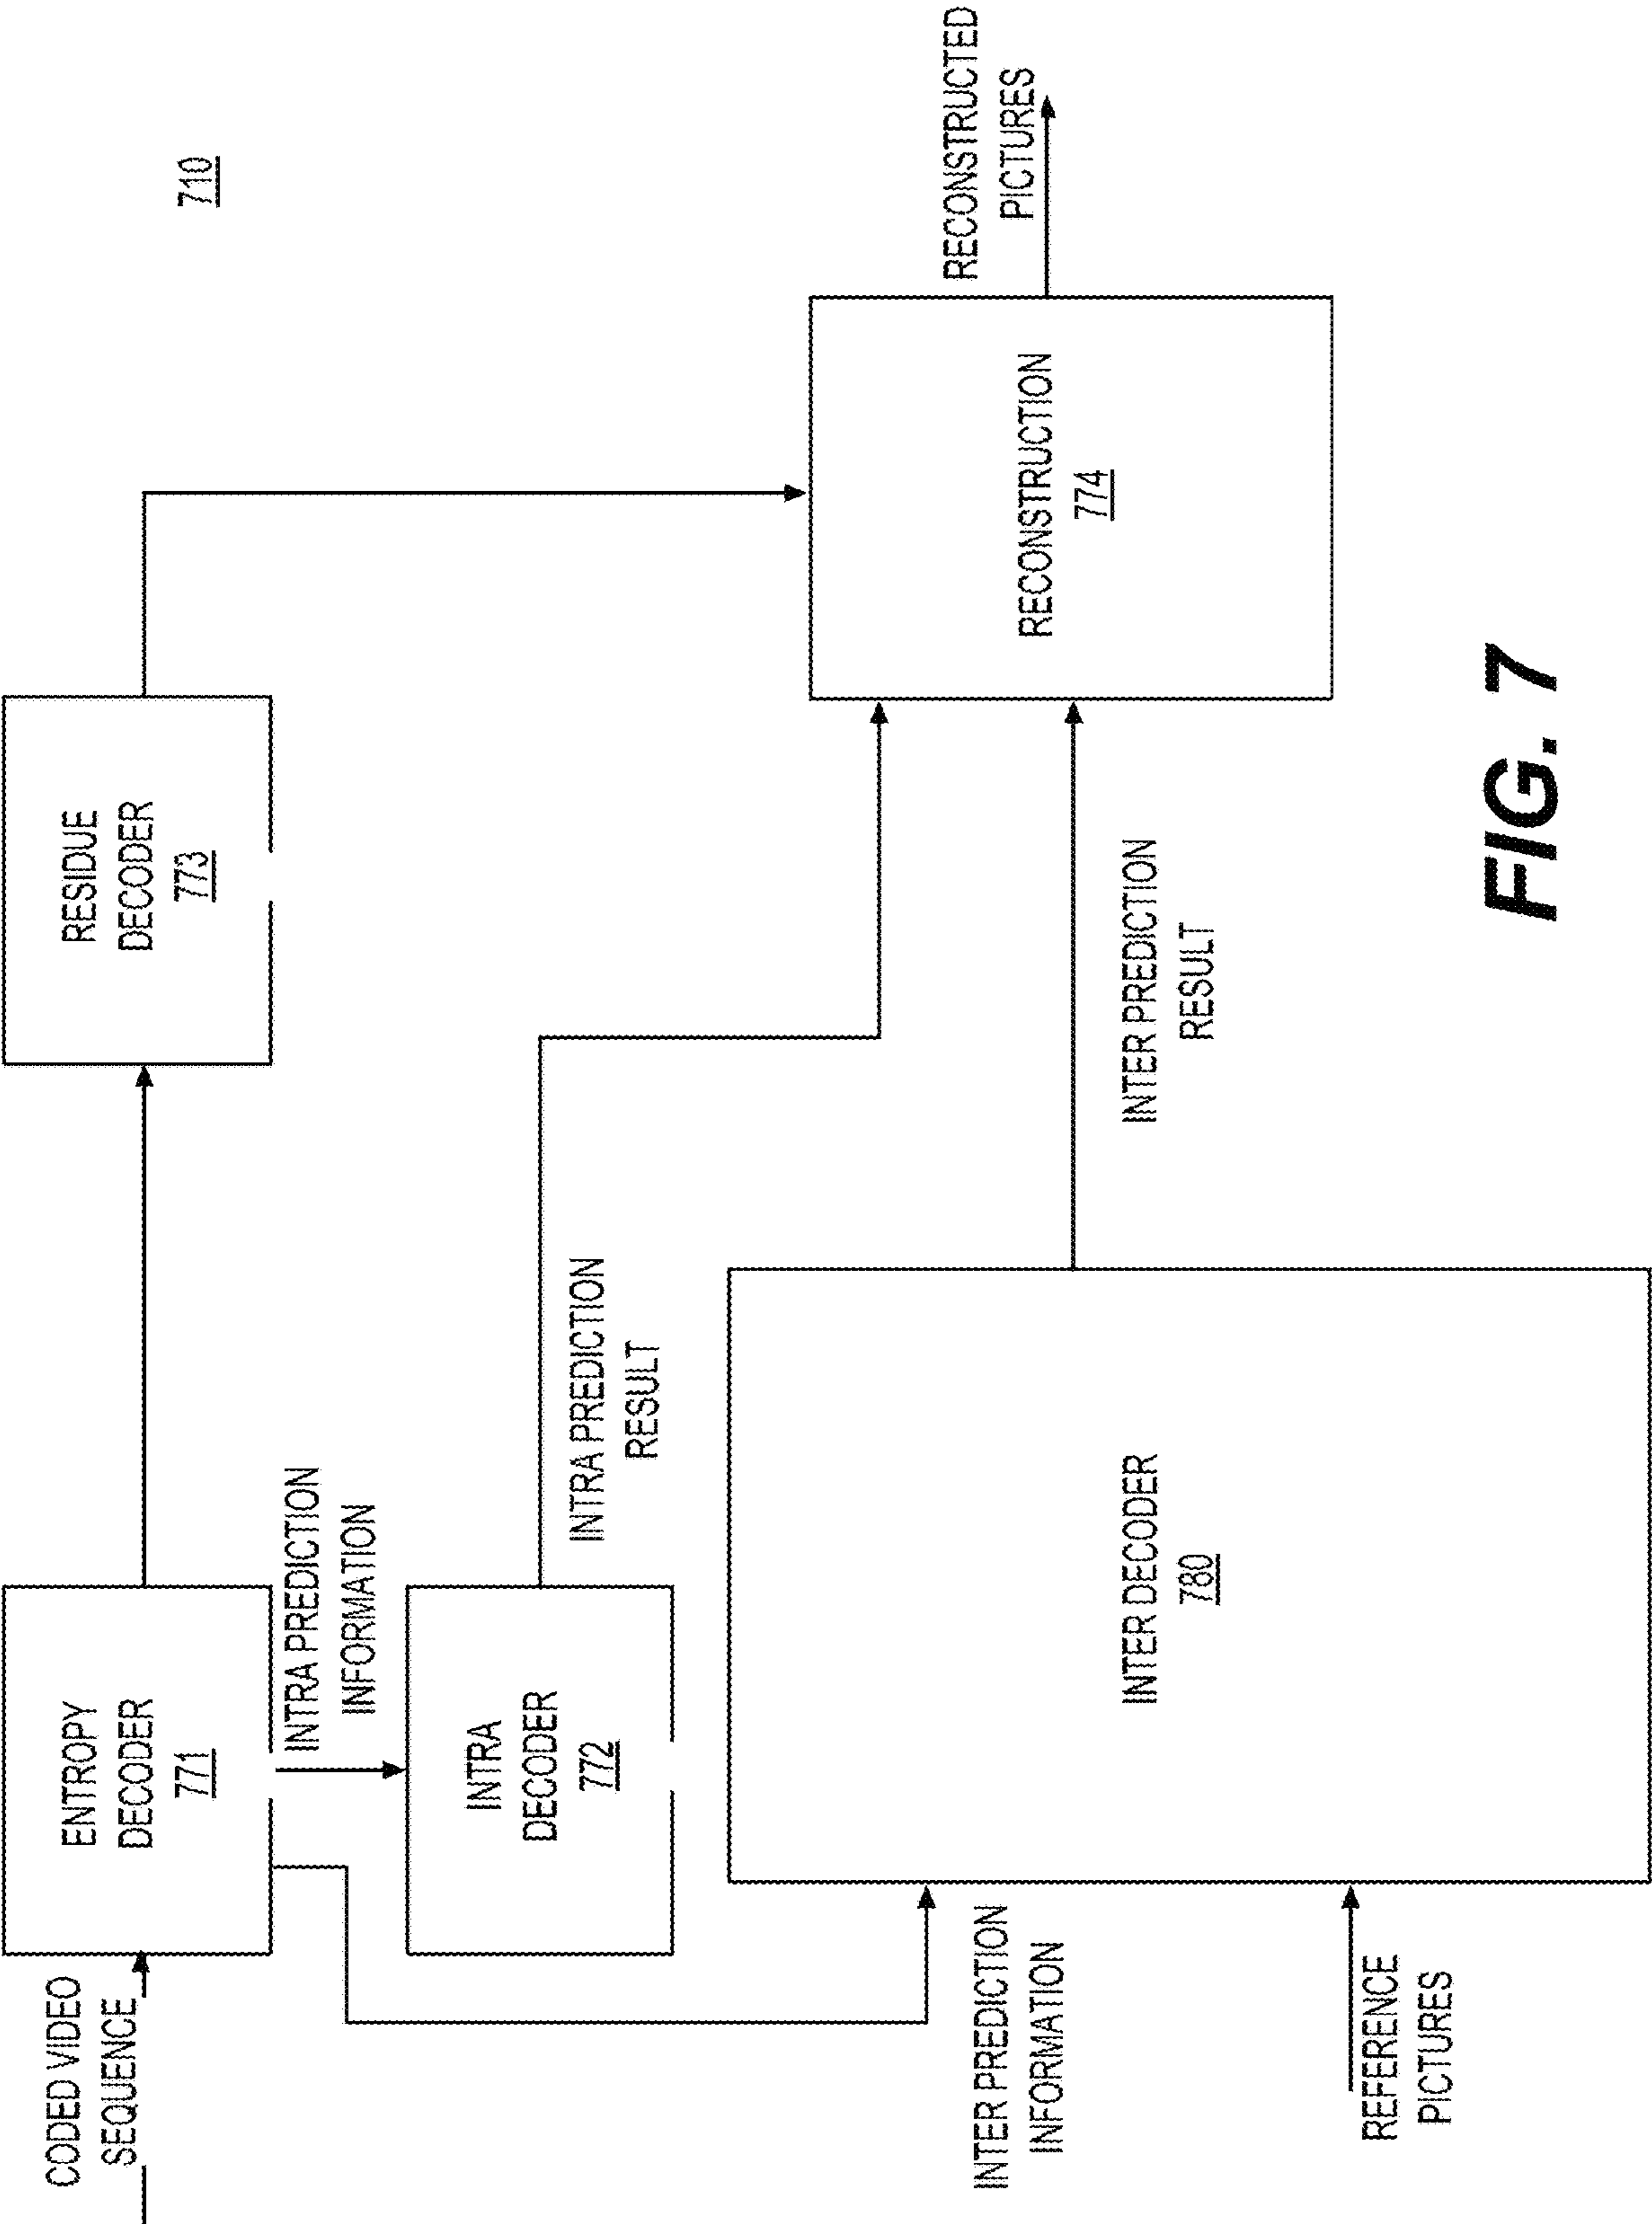 710
CODED VIDEO
SEQUENCE
ENTROPY
DECODER
771
RESIDUE
DECODER
773
INTRA PREDICTION
INFORMATION
INTRA
DECODER
772
INTRA PREDICTION
RESULT
INTER PREDICTION
INFORMATION
REFERENCE
PICTURES
INTER DECODER
780
INTER PREDICTION
RESULT
RECONSTRUCTION
774
RECONSTRUCTED
PICTURES
FIG. 7